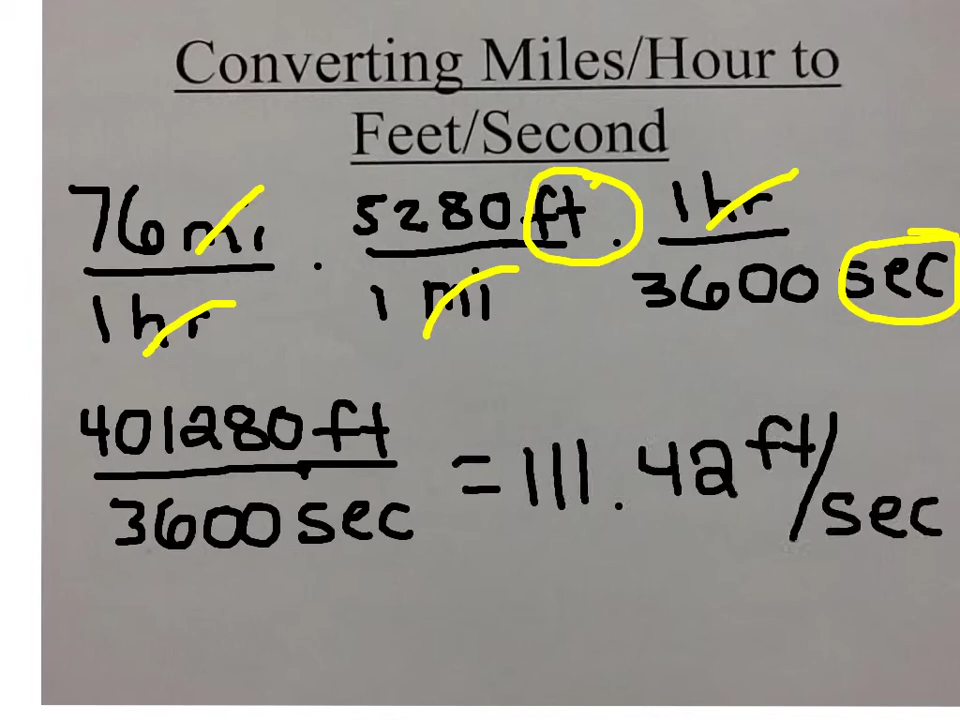 Converting Miles/Hour to
Feet/Second
76 mi / 1 hr . 5280 ft / 1 mi . 1 hr / 3600 sec
401280 ft / 3600 sec = 111.42 ft/sec